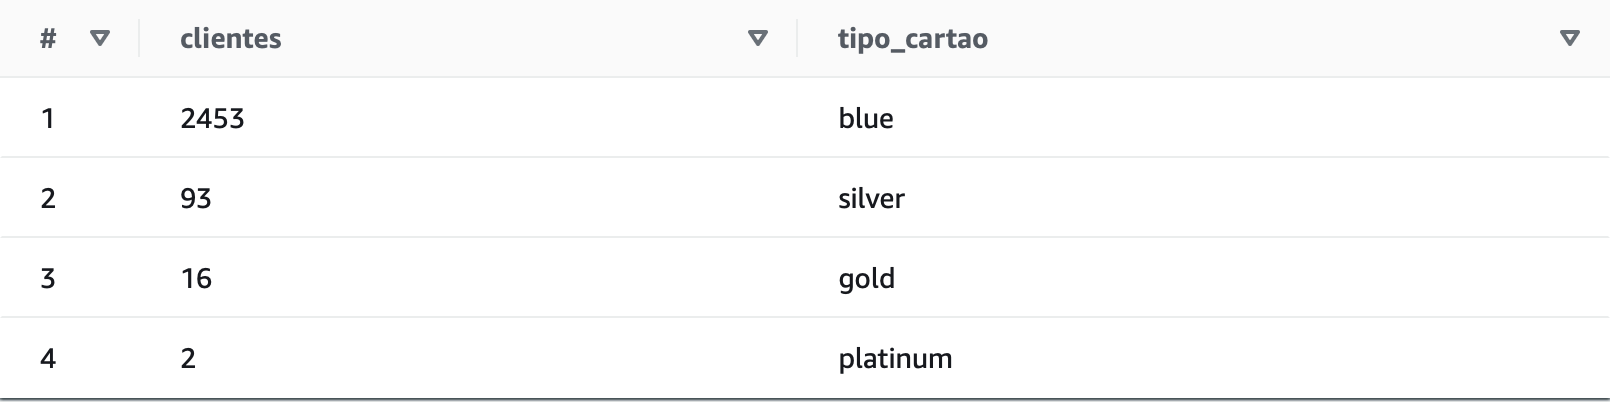 # clientes tipo_cartao
1 2453 blue
2 93 silver
3 16 gold
4 2 platinum